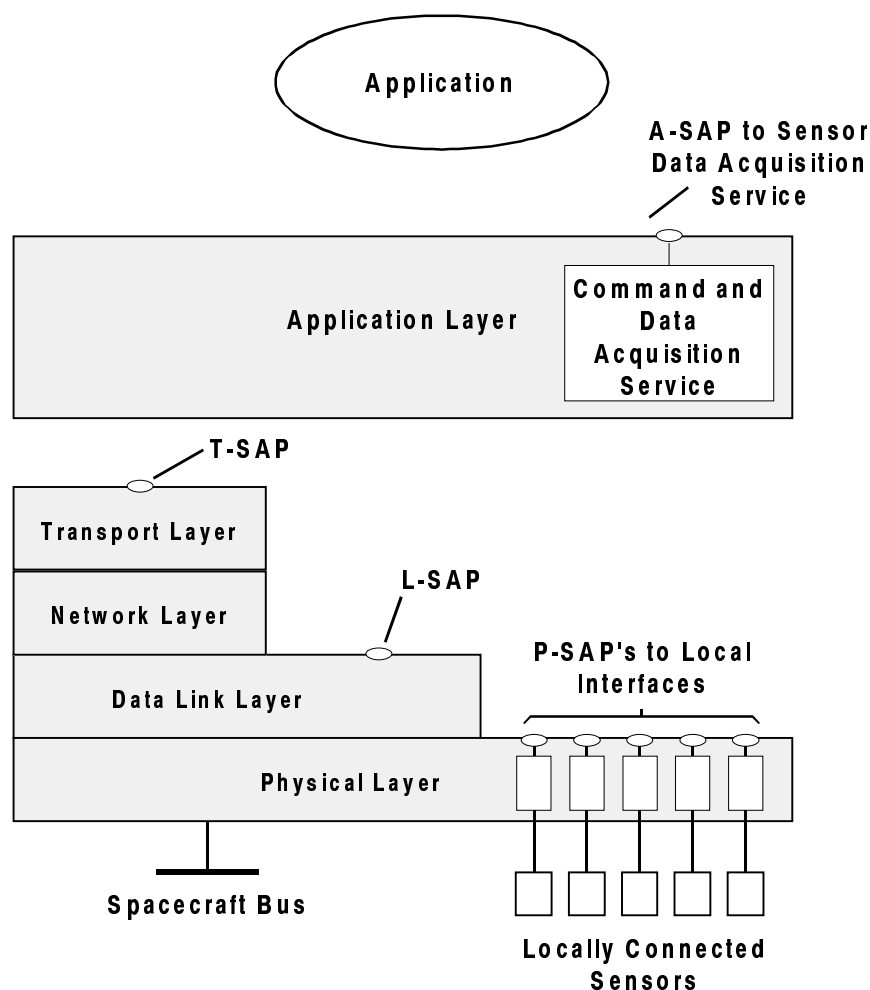 Application
A-SAP to Sensor
Data Acquisition
Service
Command and
Data
Acquisition
Service
Application Layer
T-SAP
Transport Layer
L-SAP
Network Layer
P-SAP's to Local
Interfaces
Data Link Layer
Physical Layer
Spacecraft Bus
Locally Connected
Sensors